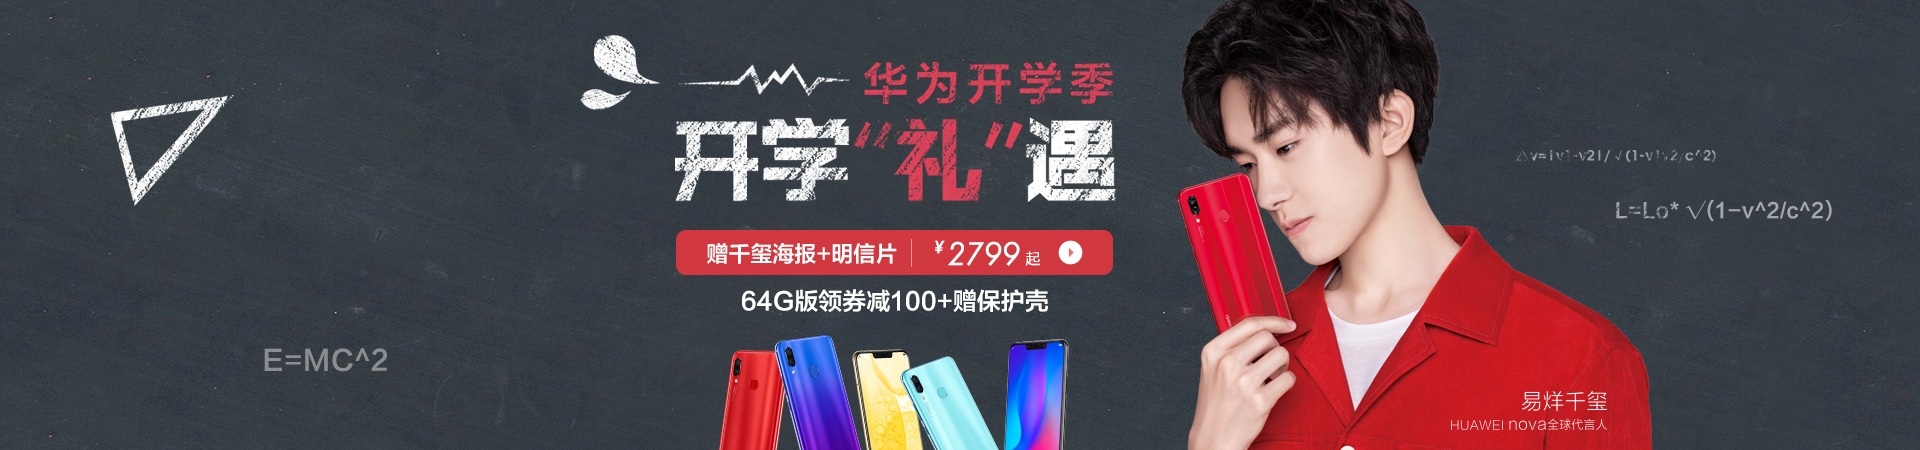 华为开学季
开学“礼”遇
赠千玺海报+明信片 ¥2799起
64G版领券减100+赠保护壳
E=MC^2
L=Lo* √(1-v^2/c^2)
易烊千玺
HUAWEI nova全球代言人